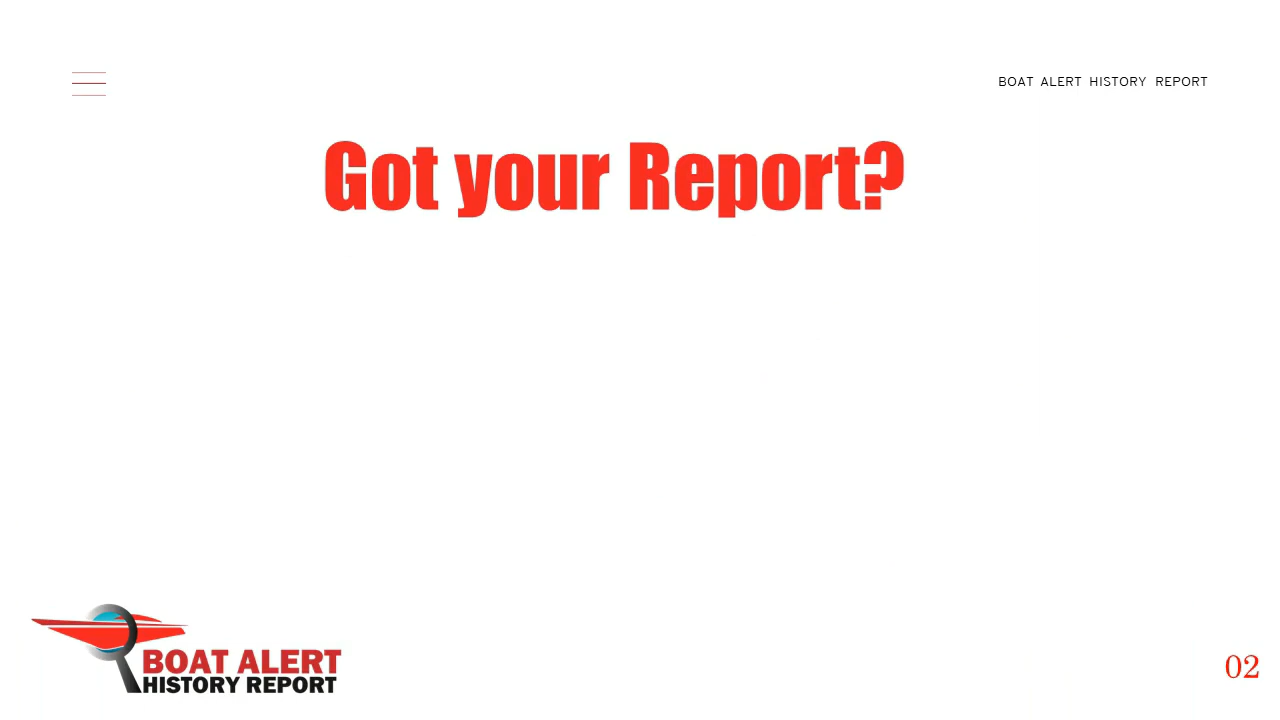 BOAT ALERT HISTORY REPORT
Got your Report?
BOAT ALERT
HISTORY REPORT
02